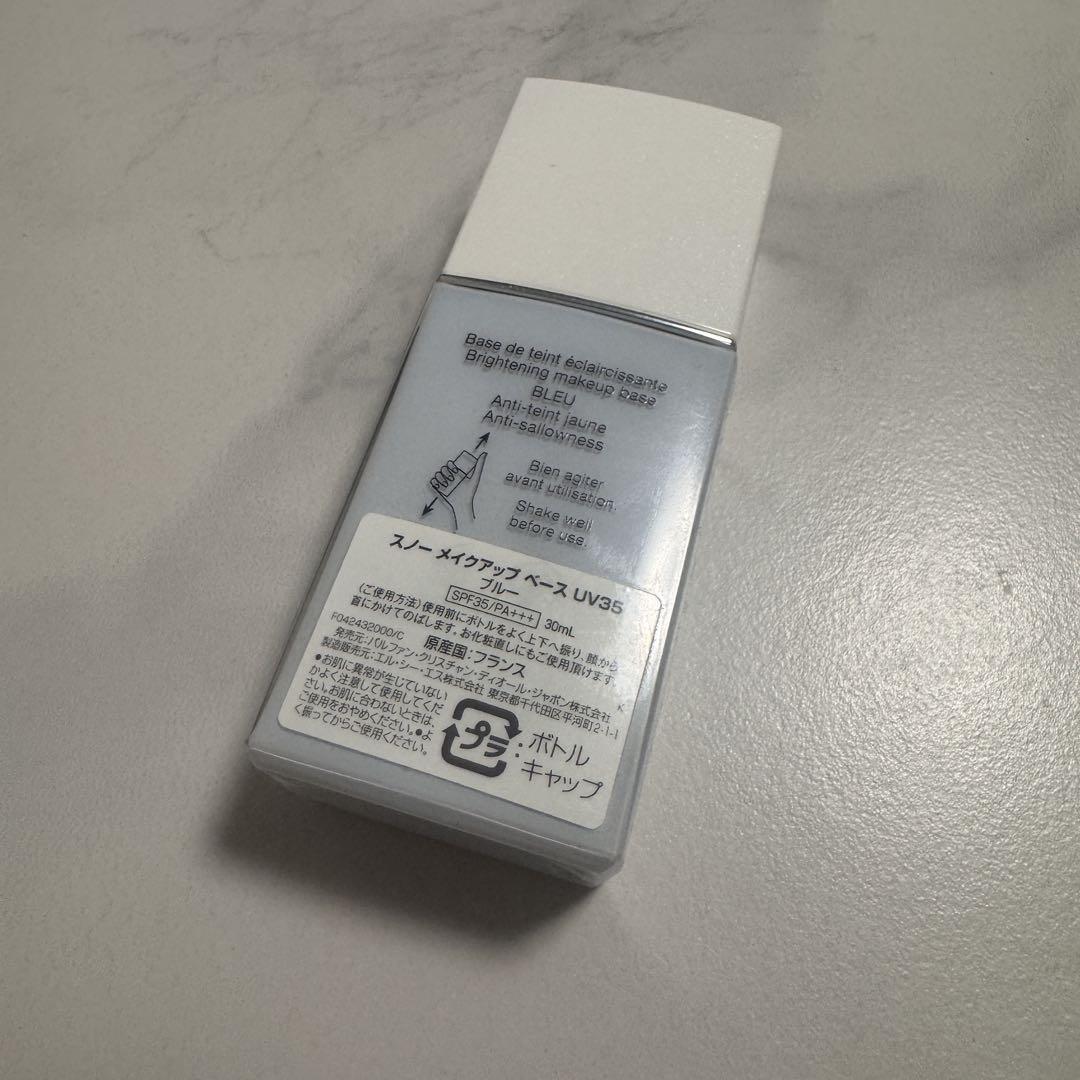 Base de teint éclaircissante
Brightening makeup base
BLEU
Anti-teint jaune
Anti-sallowness
Bien agiter
avant utilisation.
Shake well
before use.
スノー メイクアップ ベース UV35
ブルー
SPF35/PA+++ 30mL
(ご使用方法)使用前にボトルをよく上下へ振り、顔から
首にかけてのばします。お化粧直しにもご使用頂けます。
F042432000/C 原産国:フランス
発売元:パルファン・クリスチャン・ディオール・ジャポン株式会社 K
製造販売元:エル・シー・エス株式会社 東京都千代田区平河町2-1-1
●お肌に異常が生じていない
かよく注意して使用してくだ
さい。お肌に合わないときは、
ご使用をおやめください。●よ
く振ってからご使用ください。
プラ:ボトル
キャップ